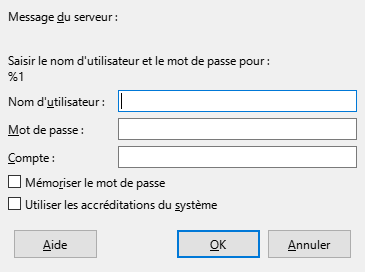 Message du serveur :
Saisir le nom d'utilisateur et le mot de passe pour :
%1
Nom d'utilisateur :
Mot de passe :
Compte :
Mémoriser le mot de passe
Utiliser les accréditations du système
Aide OK Annuler